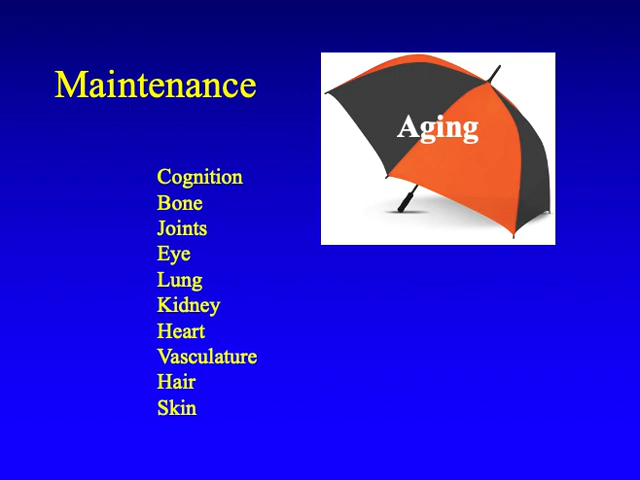 Maintenance
Aging
Cognition
Bone
Joints
Eye
Lung
Kidney
Heart
Vasculature
Hair
Skin